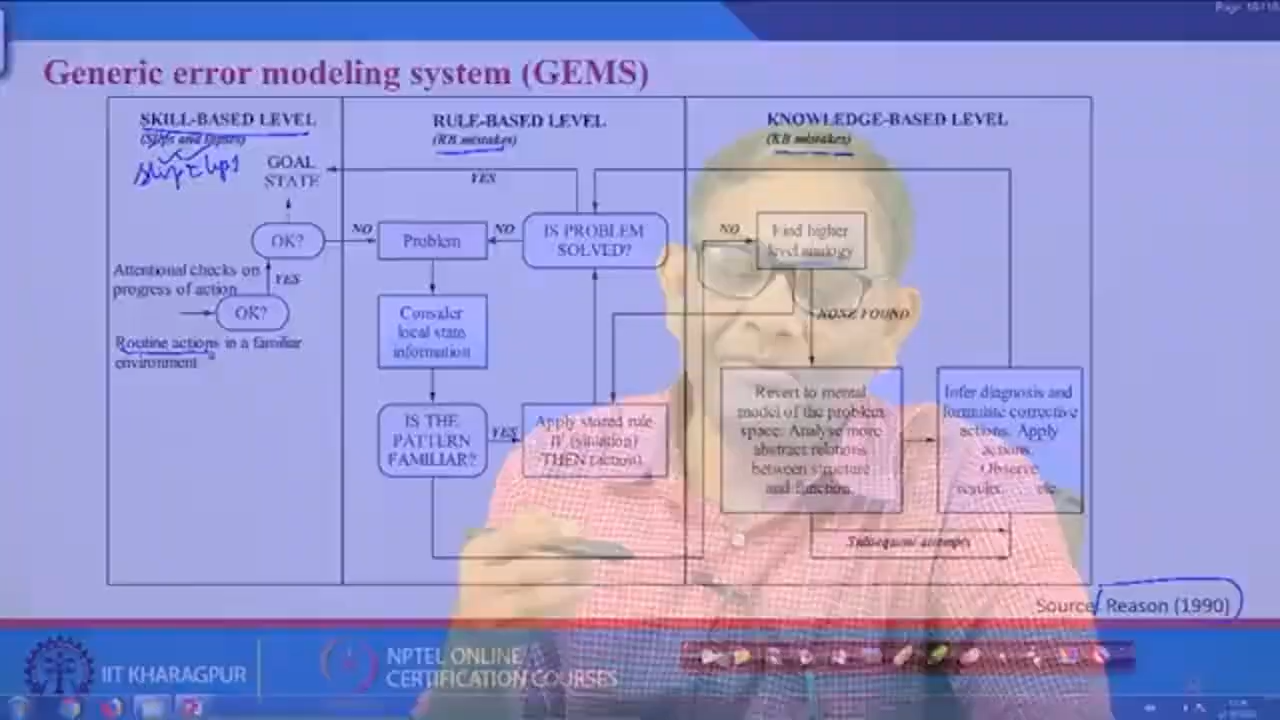 Page 18/18
Generic error modeling system (GEMS)
SKILL-BASED LEVEL
(Slips and lapses)
GOAL
STATE
OK?
Attentional checks on
progress of action
YES
OK?
Routine actions in a familiar
environment
RULE-BASED LEVEL
(RB mistakes)
YES
NO
Problem
NO
IS PROBLEM
SOLVED?
Consider
local state
information
IS THE
PATTERN
FAMILIAR?
YES
Apply stored rule
IF (situation)
THEN (action)
KNOWLEDGE-BASED LEVEL
(KB mistakes)
NO
Find higher
level analogy
NONE FOUND
Revert to mental
model of the problem
space. Analyse more
abstract relations
between structure
and function.
Infer diagnosis and
formulate corrective
actions. Apply
actions.
Observe
results. ... etc.
Subsequent attempts
Source: Reason (1990)
IIT KHARAGPUR
NPTEL ONLINE
CERTIFICATION COURSES